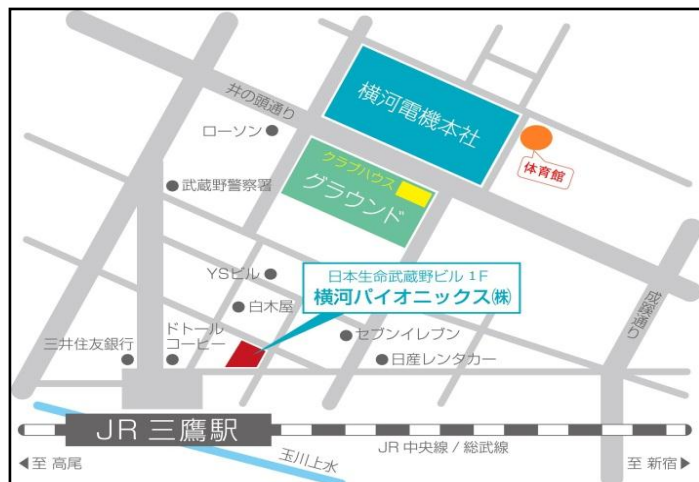 横河電機本社
井の頭通り
ローソン
体育館
クラブハウス
グラウンド
武蔵野警察署
YSビル
日本生命武蔵野ビル 1F
横河パイオニックス㈱
成蹊通り
白木屋
ドトール
コーヒー
三井住友銀行
セブンイレブン
日産レンタカー
JR 三鷹駅
JR 中央線 / 総武線
玉川上水
◀至 高尾
至 新宿▶